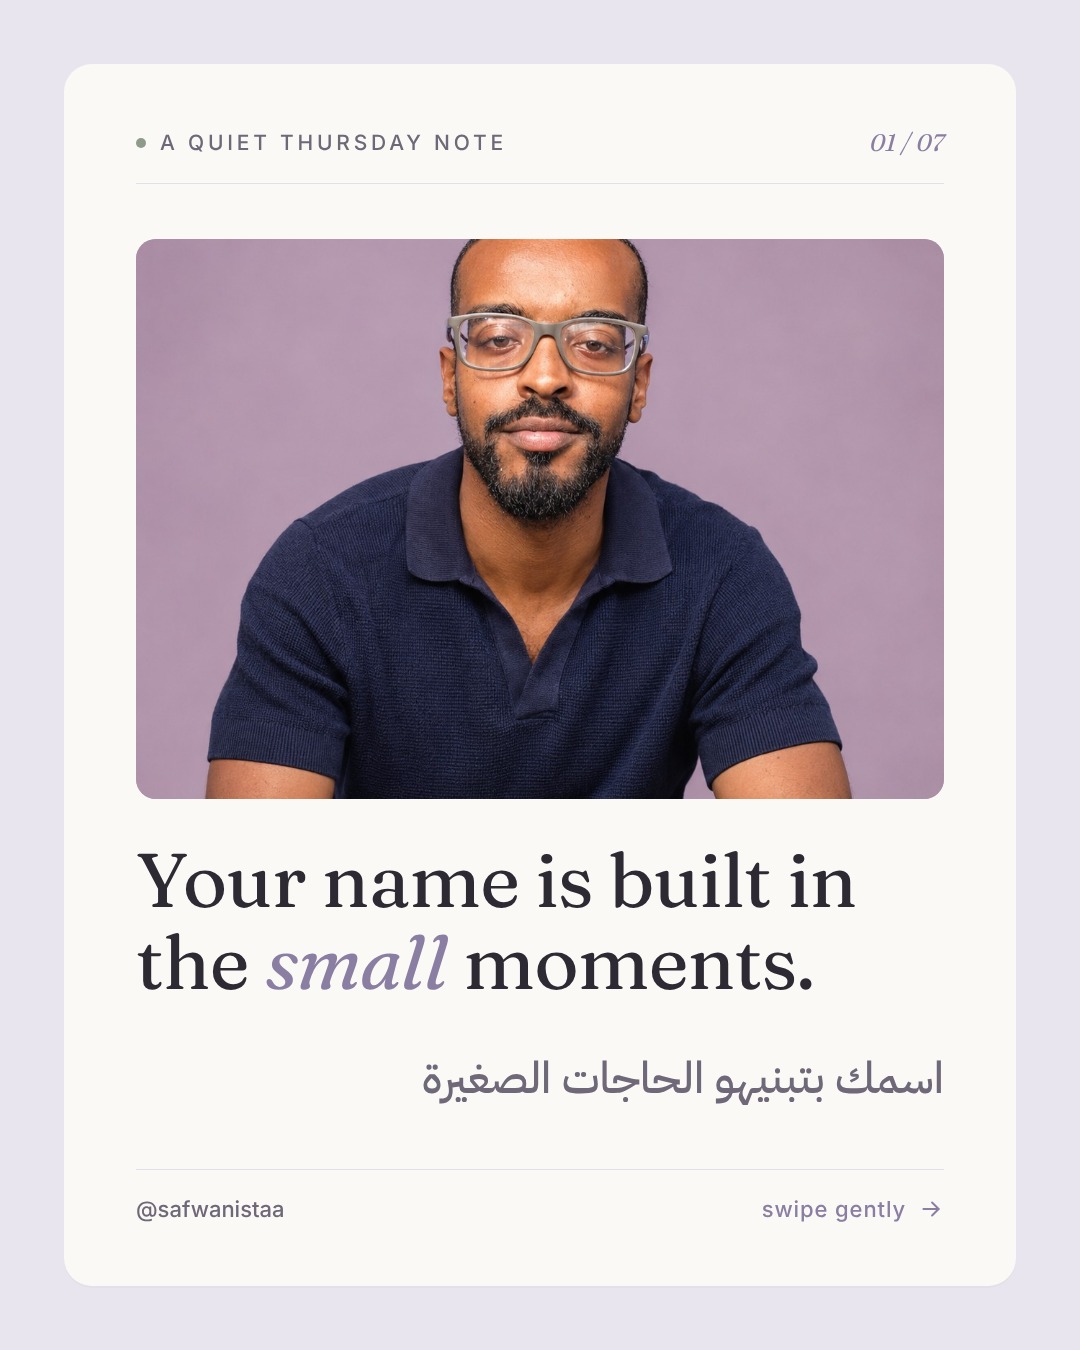 A QUIET THURSDAY NOTE
01 / 07
Your name is built in
the small moments.
اسمك بتبنيهو الحاجات الصغيرة
@safwanistaa
swipe gently →